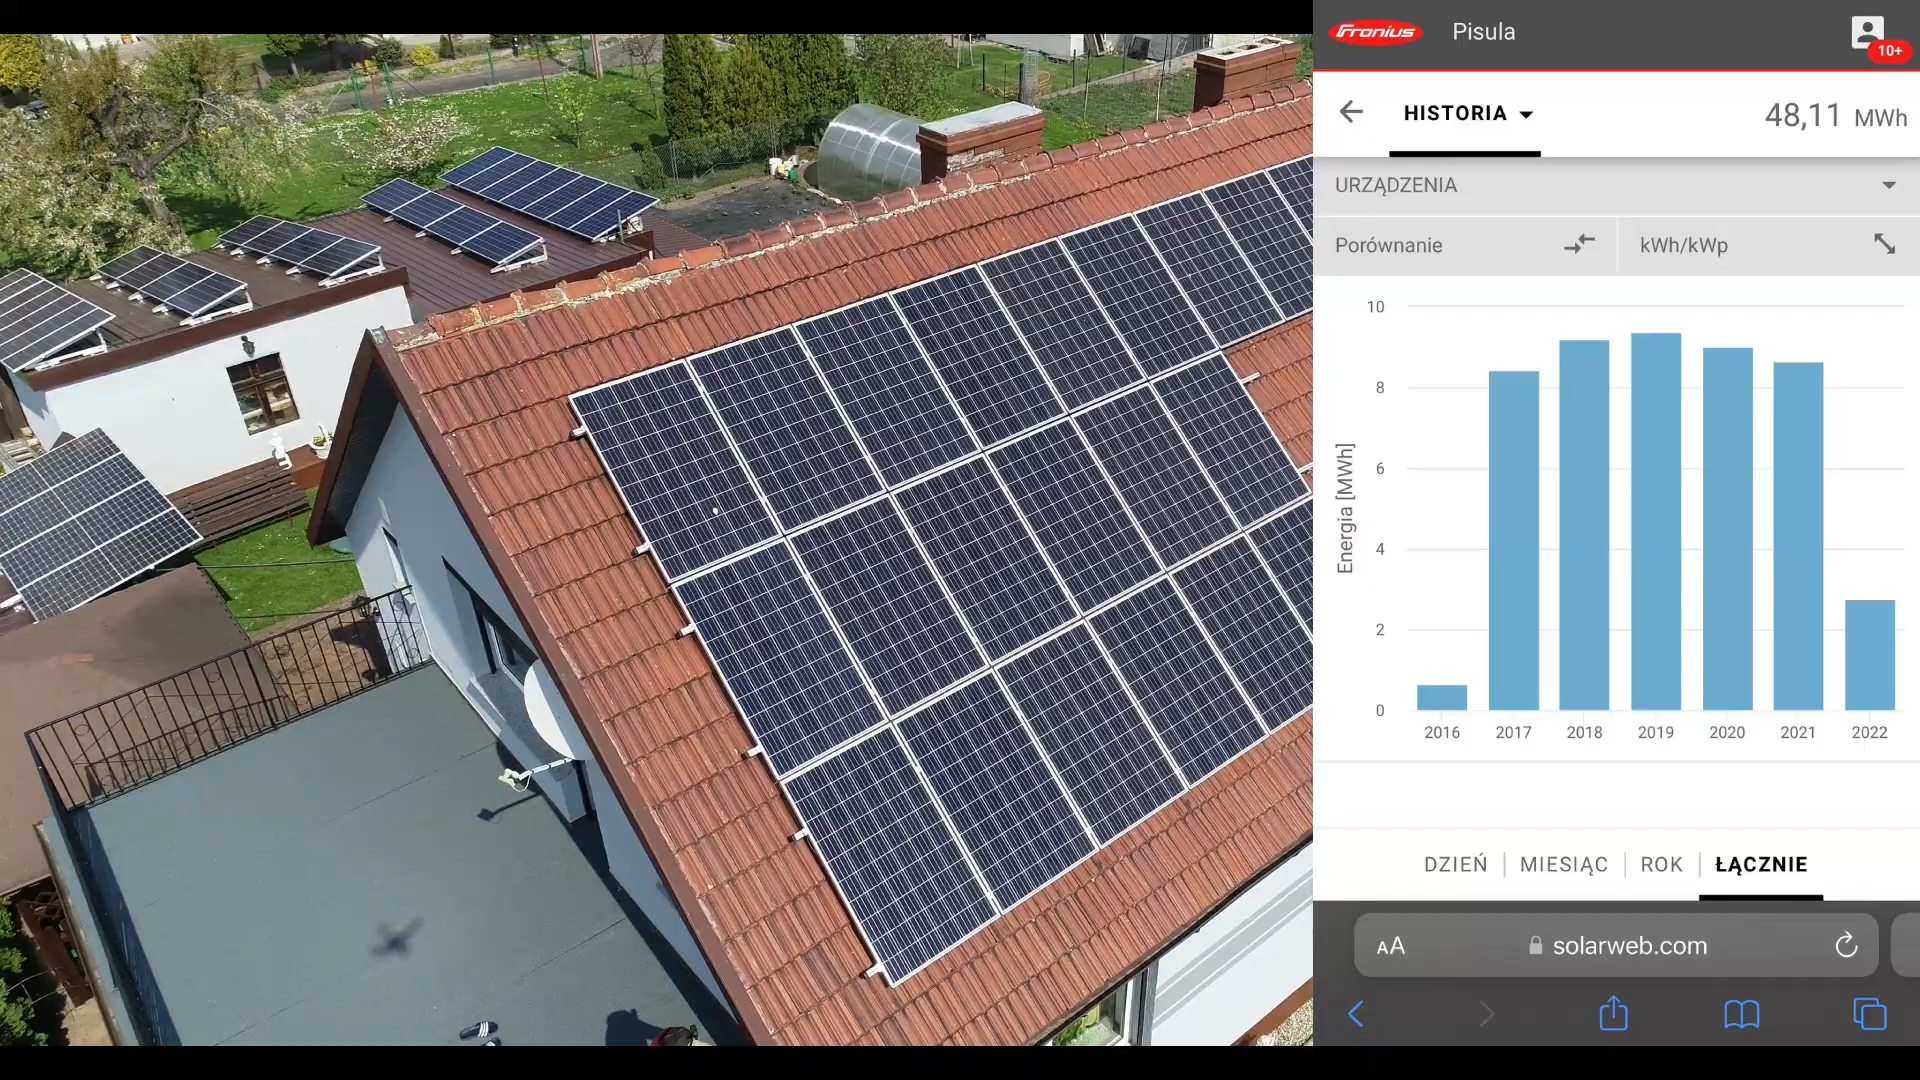 Fronius Pisula
10+
HISTORIA 48,11 MWh
URZĄDZENIA
Porównanie kWh/kWp
10
8
6
4
2
0
Energia [MWh]
2016 2017 2018 2019 2020 2021 2022
DZIEŃ MIESIĄC ROK ŁĄCZNIE
AA solarweb.com